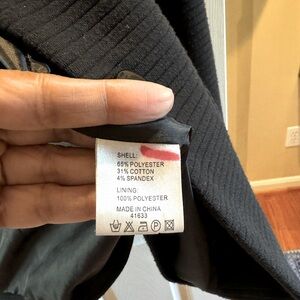 SHELL:
65% POLYESTER
31% COTTON
4% SPANDEX
LINING:
100% POLYESTER
MADE IN CHINA
41633